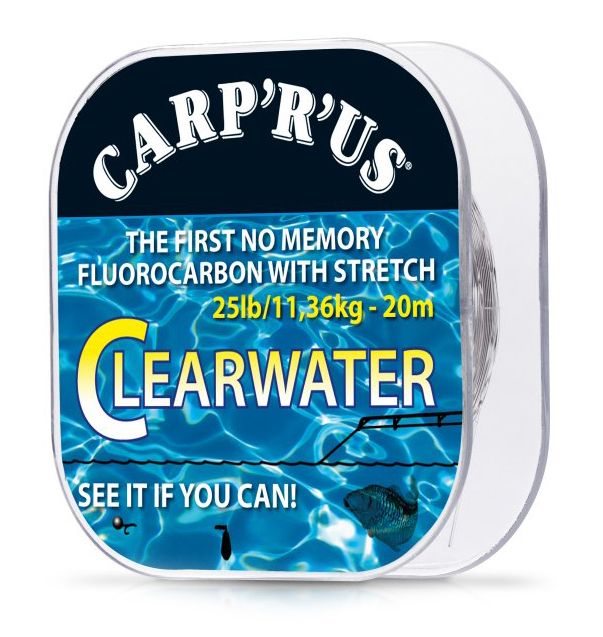 CARP'R'US®
THE FIRST NO MEMORY
FLUOROCARBON WITH STRETCH
25lb/11,36kg - 20m
CLEARWATER
SEE IT IF YOU CAN!